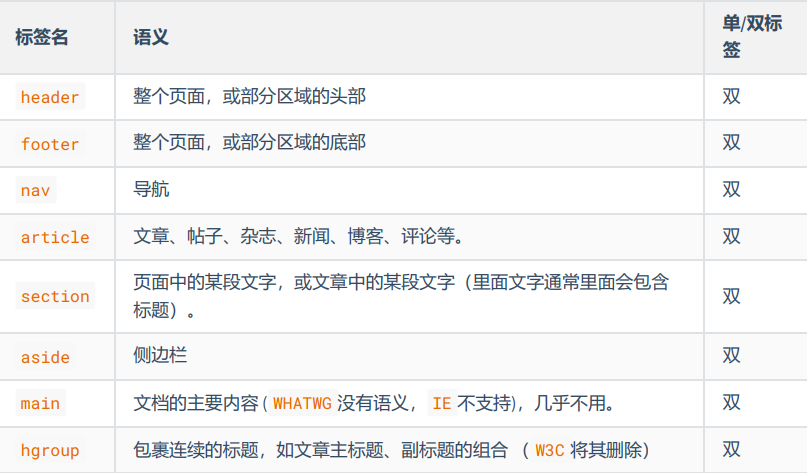 标签名 语义 单/双标
签
header 整个页面，或部分区域的头部 双
footer 整个页面，或部分区域的底部 双
nav 导航 双
article 文章、帖子、杂志、新闻、博客、评论等。 双
section 页面中的某段文字，或文章中的某段文字（里面文字通常里面会包含 双
标题）。
aside 侧边栏 双
main 文档的主要内容( WHATWG 没有语义， IE 不支持)，几乎不用。 双
hgroup 包裹连续的标题，如文章主标题、副标题的组合 （ W3C 将其删除） 双